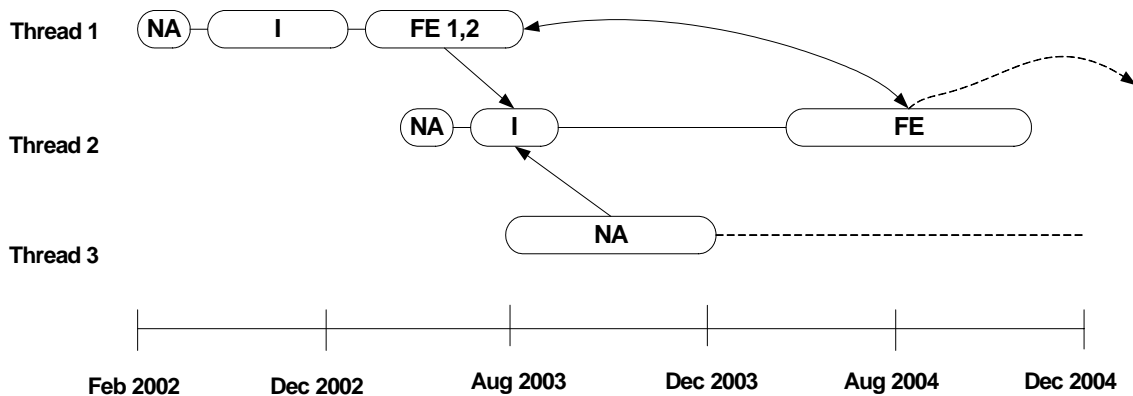 Thread 1
NA
I
FE 1,2
Thread 2
NA
I
FE
Thread 3
NA
Feb 2002
Dec 2002
Aug 2003
Dec 2003
Aug 2004
Dec 2004